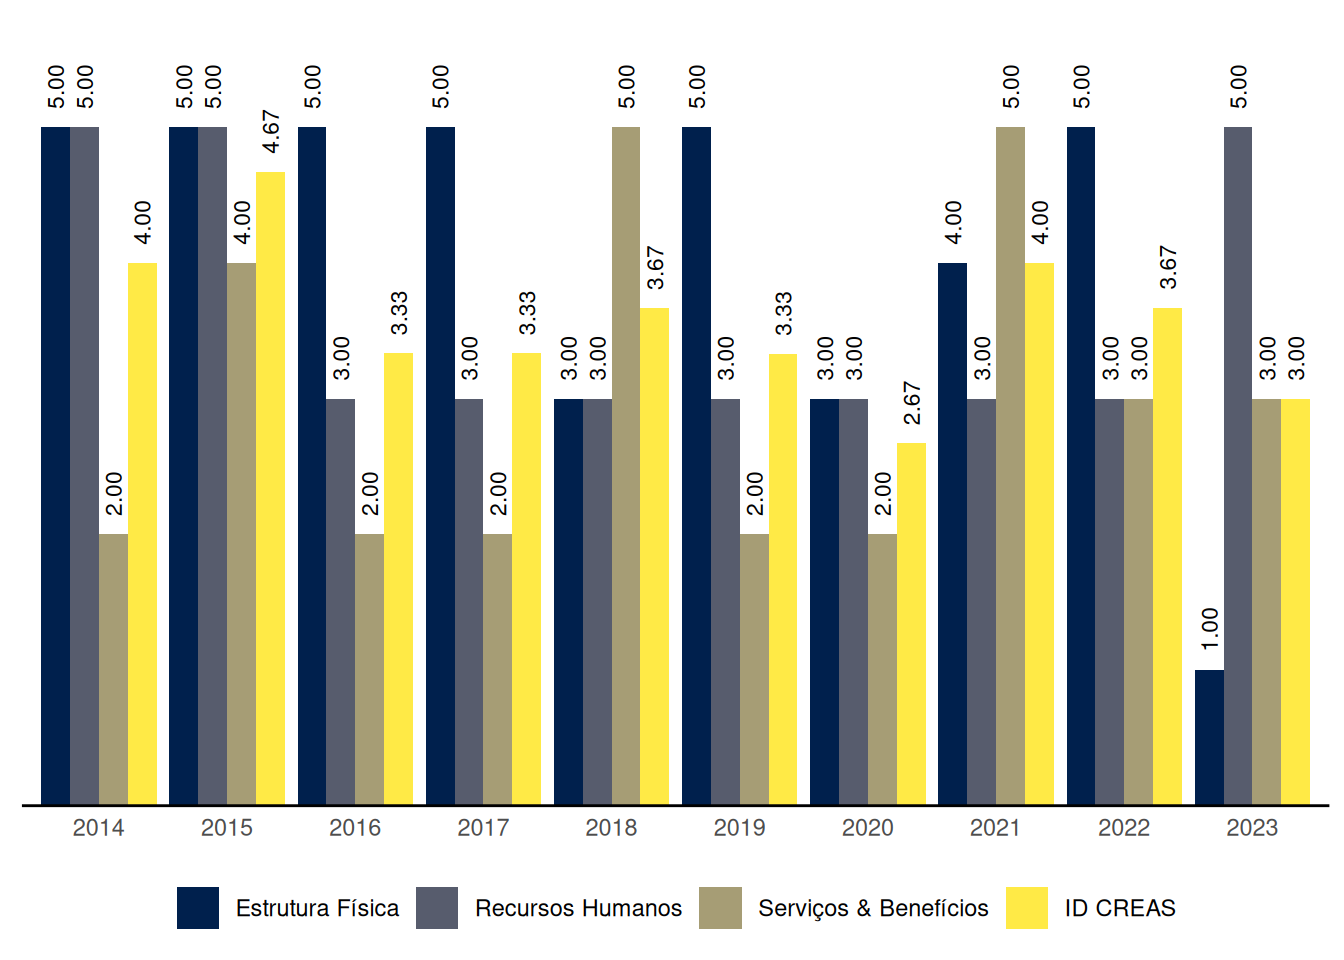 5.00 5.00 2.00 4.00
5.00 5.00 4.00 4.67
5.00 3.00 2.00 3.33
5.00 3.00 2.00 3.33
3.00 3.00 5.00 3.67
5.00 3.00 2.00 3.33
3.00 3.00 2.00 2.67
4.00 3.00 5.00 4.00
5.00 3.00 3.00 3.67
1.00 5.00 3.00 3.00
2014 2015 2016 2017 2018 2019 2020 2021 2022 2023
Estrutura Física Recursos Humanos Serviços & Benefícios ID CREAS